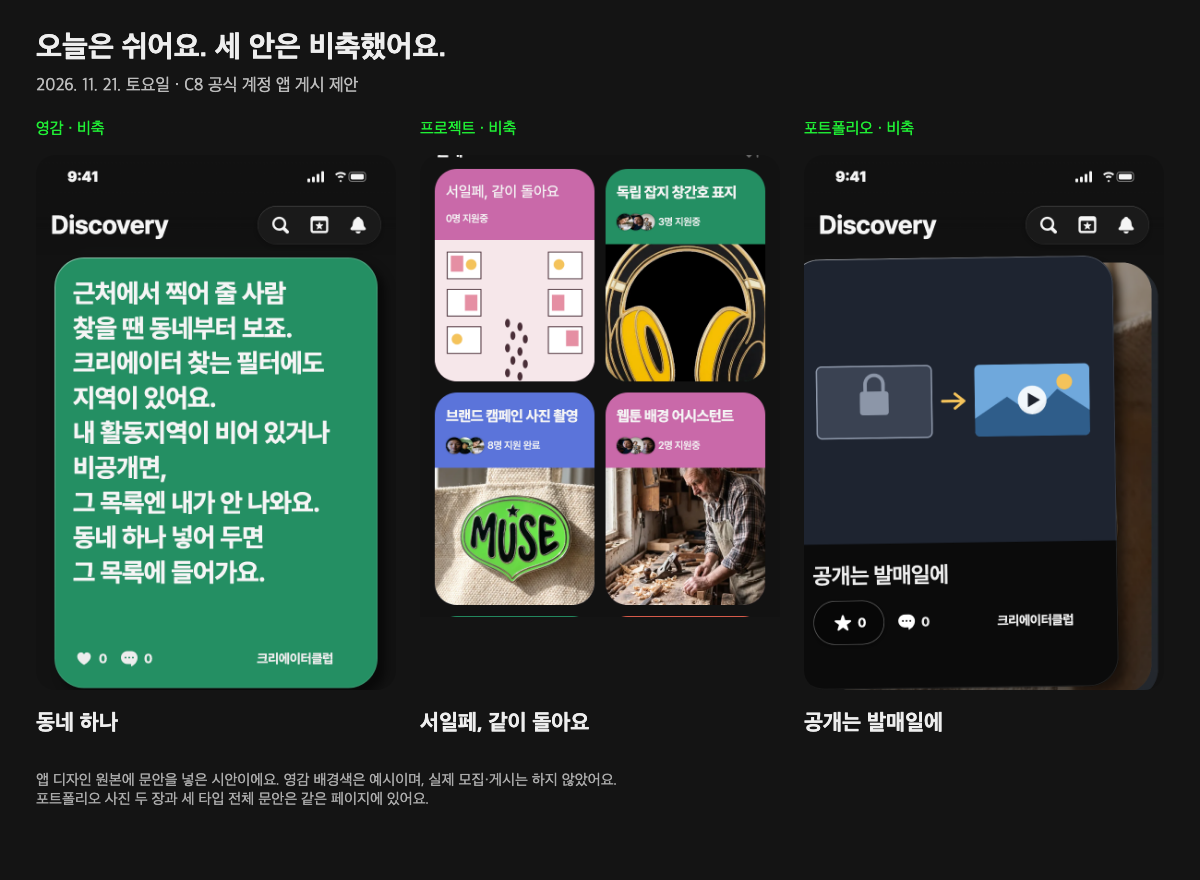 오늘은 쉬어요. 세 안은 비축했어요.
2026. 11. 21. 토요일 · C8 공식 계정 앱 게시 제안
영감 · 비축
9:41
Discovery
근처에서 찍어 줄 사람
찾을 땐 동네부터 보죠.
크리에이터 찾는 필터에도
지역이 있어요.
내 활동지역이 비어 있거나
비공개면,
그 목록엔 내가 안 나와요.
동네 하나 넣어 두면
그 목록에 들어가요.
0
0
크리에이터클럽
동네 하나
프로젝트 · 비축
서일페, 같이 돌아요
0명 지원중
독립 잡지 창간호 표지
3명 지원중
브랜드 캠페인 사진 촬영
8명 지원 완료
MUSE
웹툰 배경 어시스턴트
2명 지원중
서일페, 같이 돌아요
포트폴리오 · 비축
9:41
Discovery
공개는 발매일에
0
0
크리에이터클럽
공개는 발매일에
앱 디자인 원본에 문안을 넣은 시안이에요. 영감 배경색은 예시이며, 실제 모집·게시는 하지 않았어요.
포트폴리오 사진 두 장과 세 타입 전체 문안은 같은 페이지에 있어요.